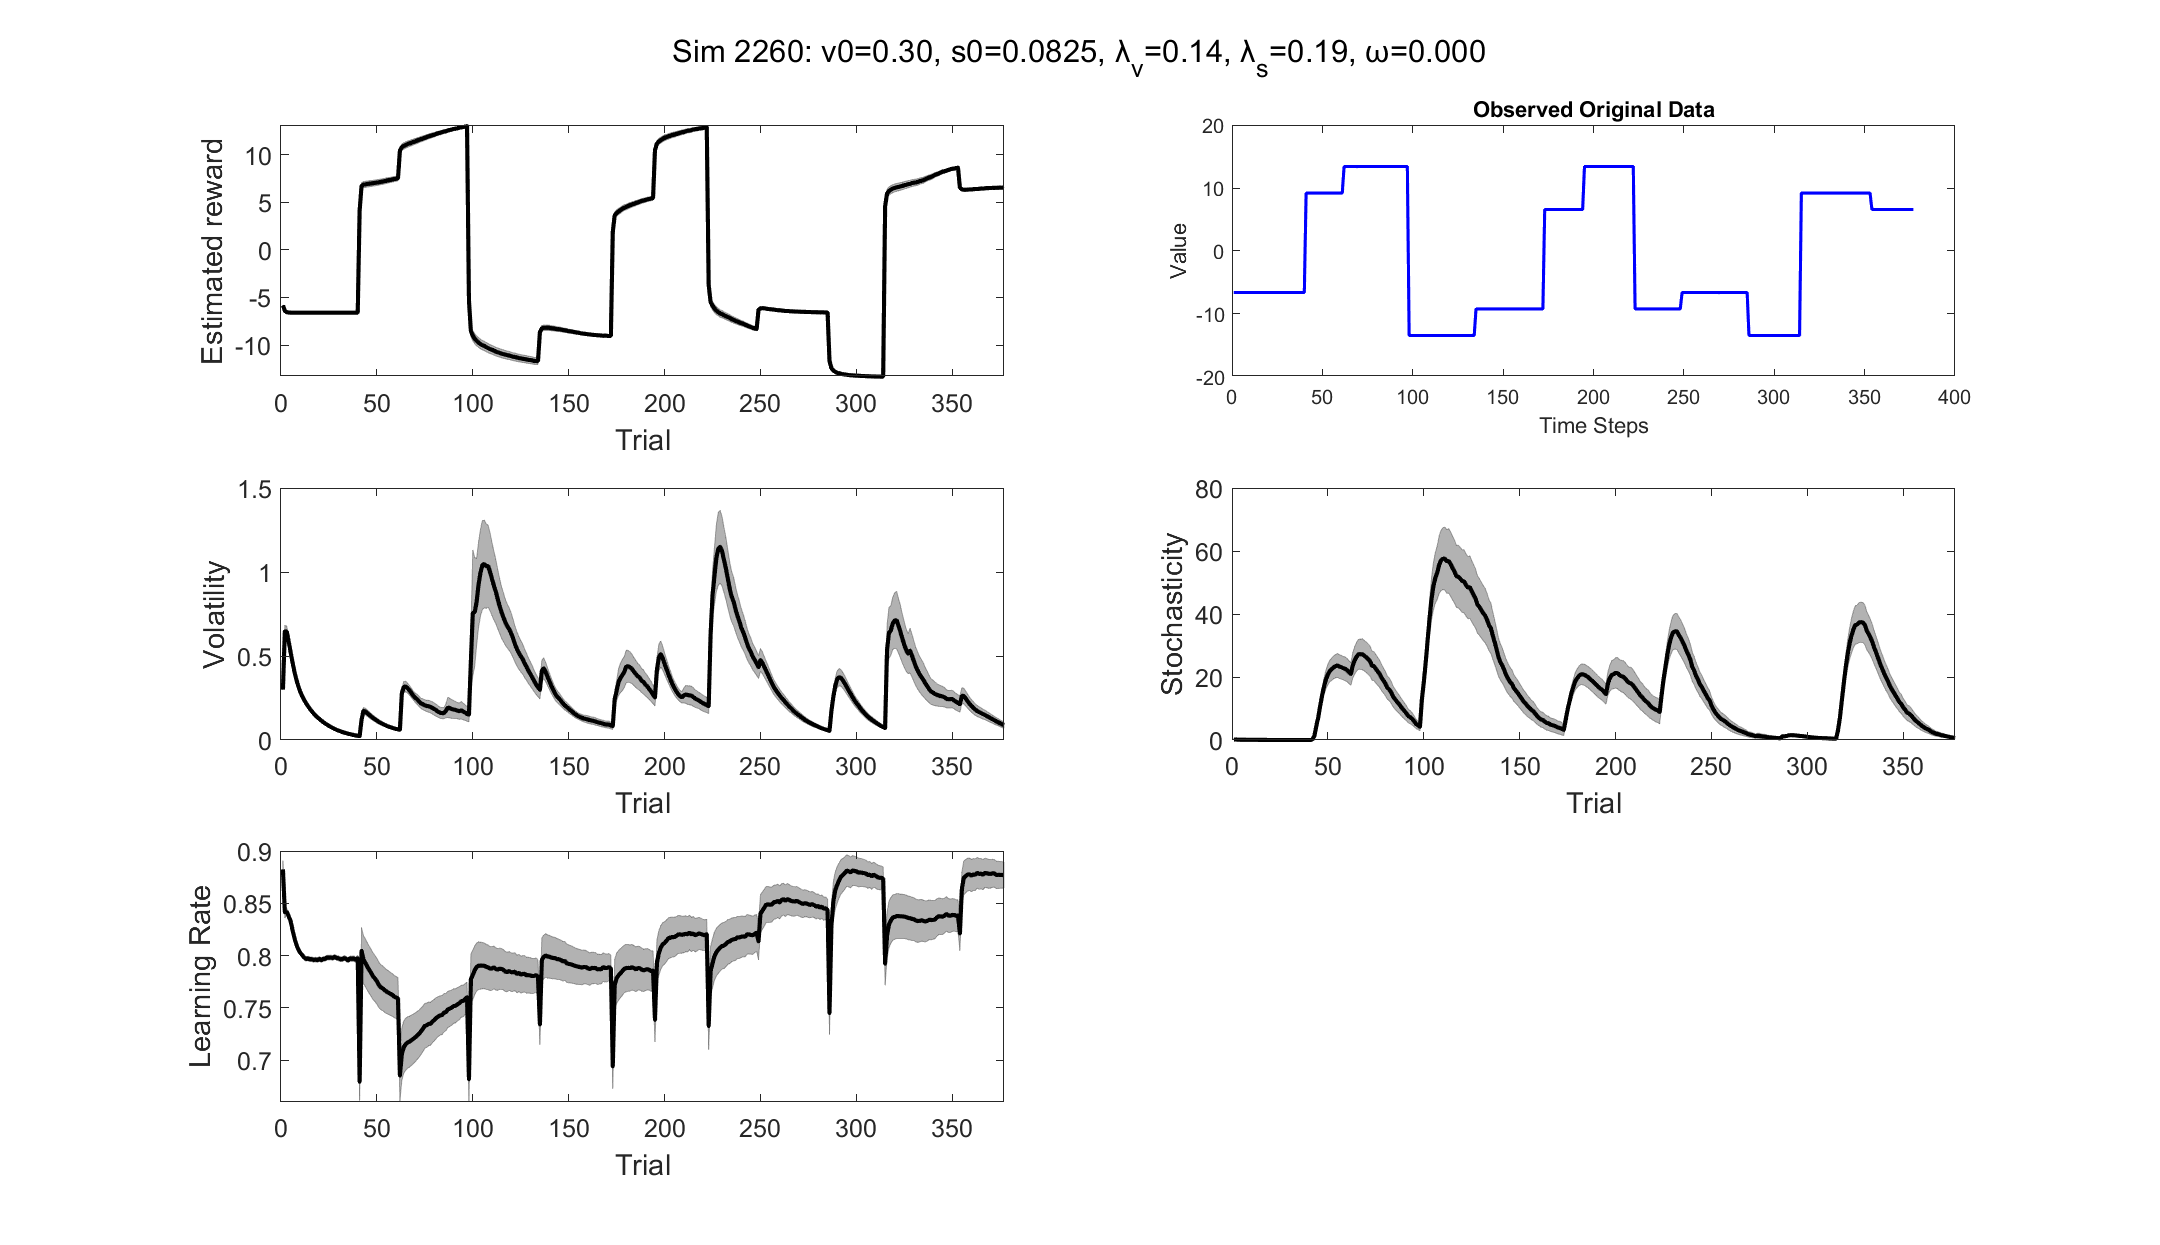 Sim 2260: v0=0.30, s0=0.0825, λ_v=0.14, λ_s=0.19, ω=0.000
Estimated reward
10
5
0
-5
-10
0 50 100 150 200 250 300 350
Trial
Observed Original Data
Value
20
10
0
-10
-20
0 50 100 150 200 250 300 350 400
Time Steps
Volatility
1.5
1
0.5
0
0 50 100 150 200 250 300 350
Trial
Stochasticity
80
60
40
20
0
0 50 100 150 200 250 300 350
Trial
Learning Rate
0.9
0.85
0.8
0.75
0.7
0 50 100 150 200 250 300 350
Trial